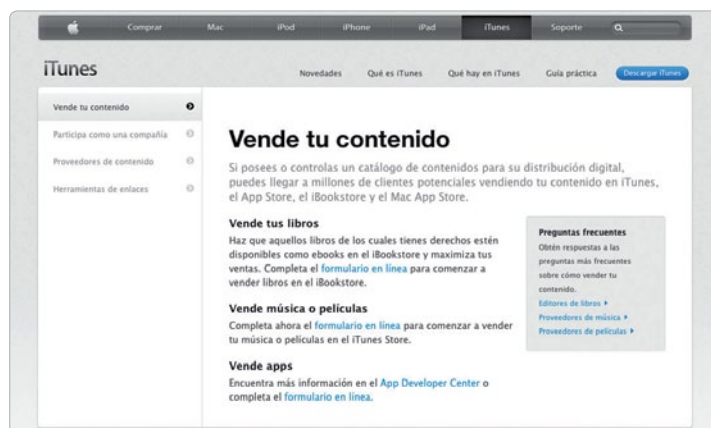 Comprar
Mac
iPod
iPhone
iPad
iTunes
Soporte
iTunes
Novedades
Qué es iTunes
Qué hay en iTunes
Guía práctica
Descargar iTunes
Vende tu contenido
Participa como una compañía
Proveedores de contenido
Herramientas de enlaces
Vende tu contenido
Si posees o controlas un catálogo de contenidos para su distribución digital,
puedes llegar a millones de clientes potenciales vendiendo tu contenido en iTunes,
el App Store, el iBookstore y el Mac App Store.
Vende tus libros
Haz que aquellos libros de los cuales tienes derechos estén
disponibles como ebooks en el iBookstore y maximiza tus
ventas. Completa el formulario en línea para comenzar a
vender libros en el iBookstore.
Vende música o películas
Completa ahora el formulario en línea para comenzar a vender
tu música o películas en el iTunes Store.
Vende apps
Encuentra más información en el App Developer Center o
completa el formulario en línea.
Preguntas frecuentes
Obtén respuestas a las
preguntas más frecuentes
sobre cómo vender tu
contenido.
Editores de libros
Proveedores de música
Proveedores de películas